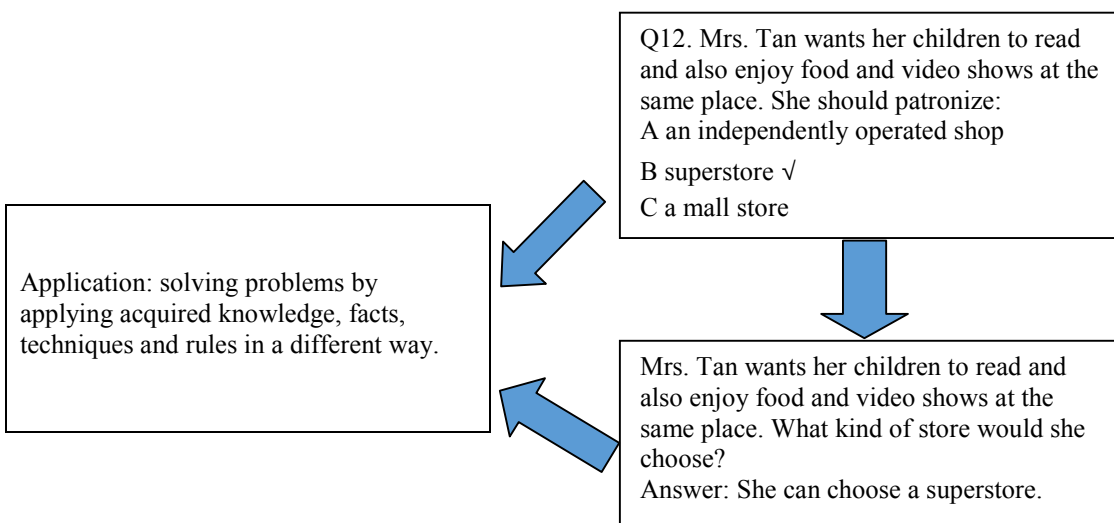 Q12. Mrs. Tan wants her children to read
and also enjoy food and video shows at the
same place. She should patronize:
A an independently operated shop
B superstore √
C a mall store
Application: solving problems by
applying acquired knowledge, facts,
techniques and rules in a different way.
Mrs. Tan wants her children to read and
also enjoy food and video shows at the
same place. What kind of store would she
choose?
Answer: She can choose a superstore.